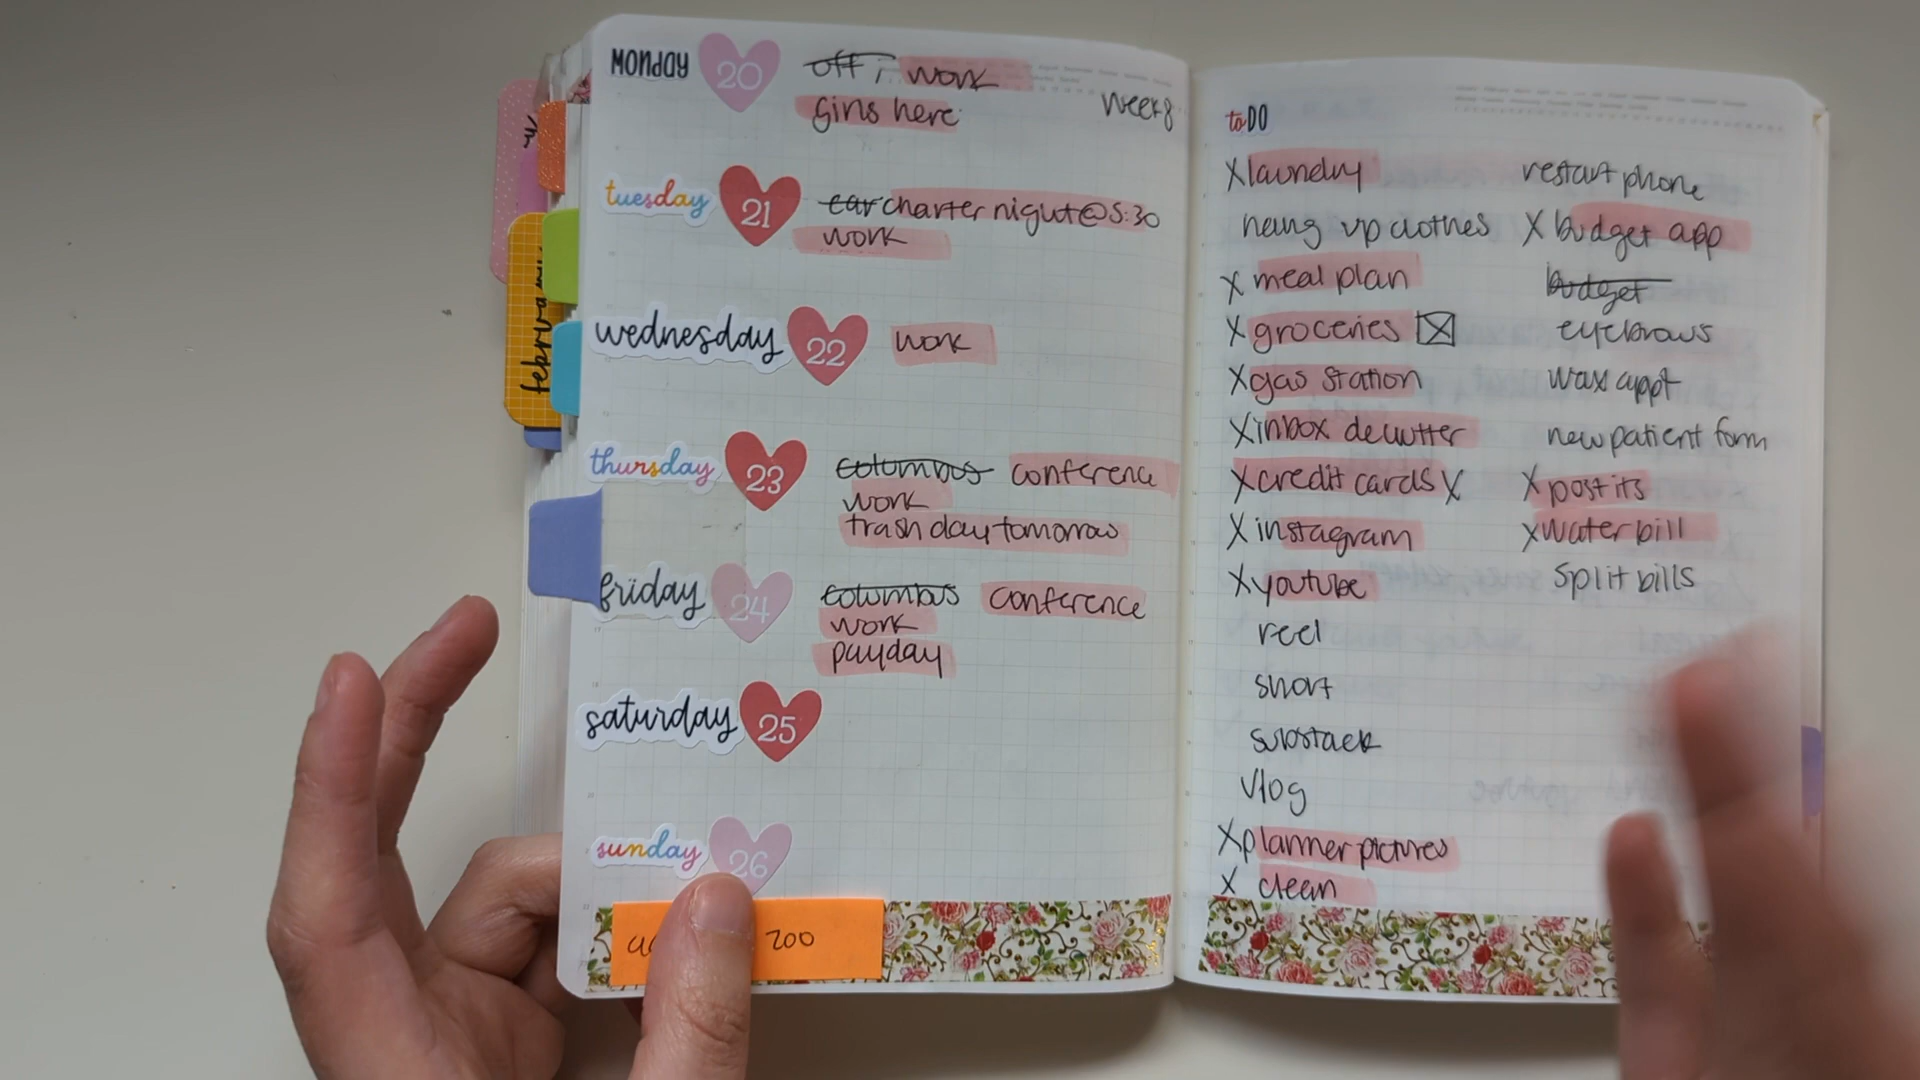 Monday 20 off, work
girls here
week 8
tuesday 21 ear charter night @ 5:30
work
wednesday 22 work
thursday 23 columbus conference
work
trash day tomorrow
friday 24 columbus conference
work
payday
saturday 25
sunday 26
zoo
february
to DO
X laundry
hang up clothes
X meal plan
X groceries ☒
X gas station
X inbox declutter
X credit cards X
X instagram
X youtube
reel
short
substack
vlog
X planner pictures
X clean
restart phone
X budget app
budget
eyebrows
wax appt
new patient form
X post its
X water bill
split bills